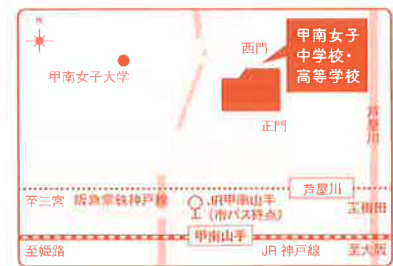 西門
甲南女子
中学校・
高等学校
甲南女子大学
正門
芦屋川
芦屋川
至三宮
阪急電鉄神戸線
JR甲南山手
(市バス終点)
至梅田
甲南山手
至姫路
JR 神戸線
至大阪